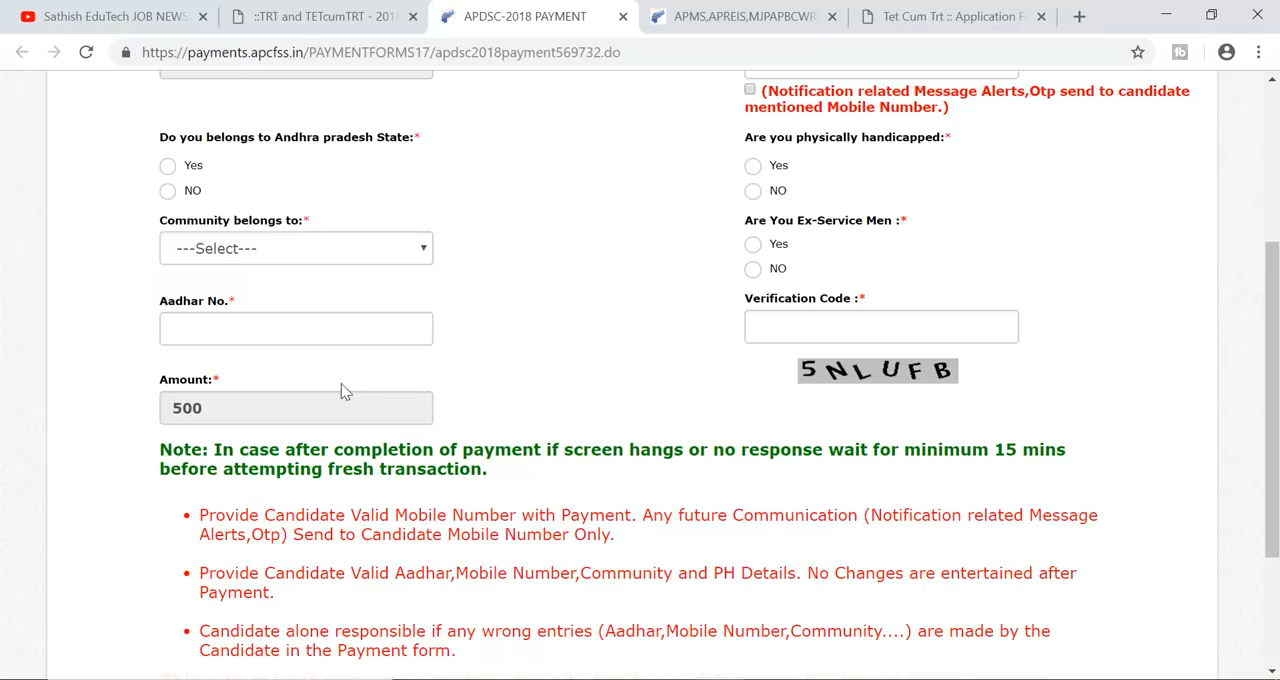 Sathish EduTech JOB NEWS
::TRT and TETcumTRT - 2018
APDSC-2018 PAYMENT
APMS,APREIS,MJPAPBCWR
Tet Cum Trt :: Application F
https://payments.apcfss.in/PAYMENTFORMS17/apdsc2018payment569732.do
(Notification related Message Alerts,Otp send to candidate
mentioned Mobile Number.)
Do you belongs to Andhra pradesh State:*
Yes
NO
Are you physically handicapped:*
Yes
NO
Community belongs to:*
---Select---
Are You Ex-Service Men :*
Yes
NO
Aadhar No.*
Verification Code :*
5NLUFB
Amount:*
500
Note: In case after completion of payment if screen hangs or no response wait for minimum 15 mins
before attempting fresh transaction.
• Provide Candidate Valid Mobile Number with Payment. Any future Communication (Notification related Message
Alerts,Otp) Send to Candidate Mobile Number Only.
• Provide Candidate Valid Aadhar,Mobile Number,Community and PH Details. No Changes are entertained after
Payment.
• Candidate alone responsible if any wrong entries (Aadhar,Mobile Number,Community....) are made by the
Candidate in the Payment form.